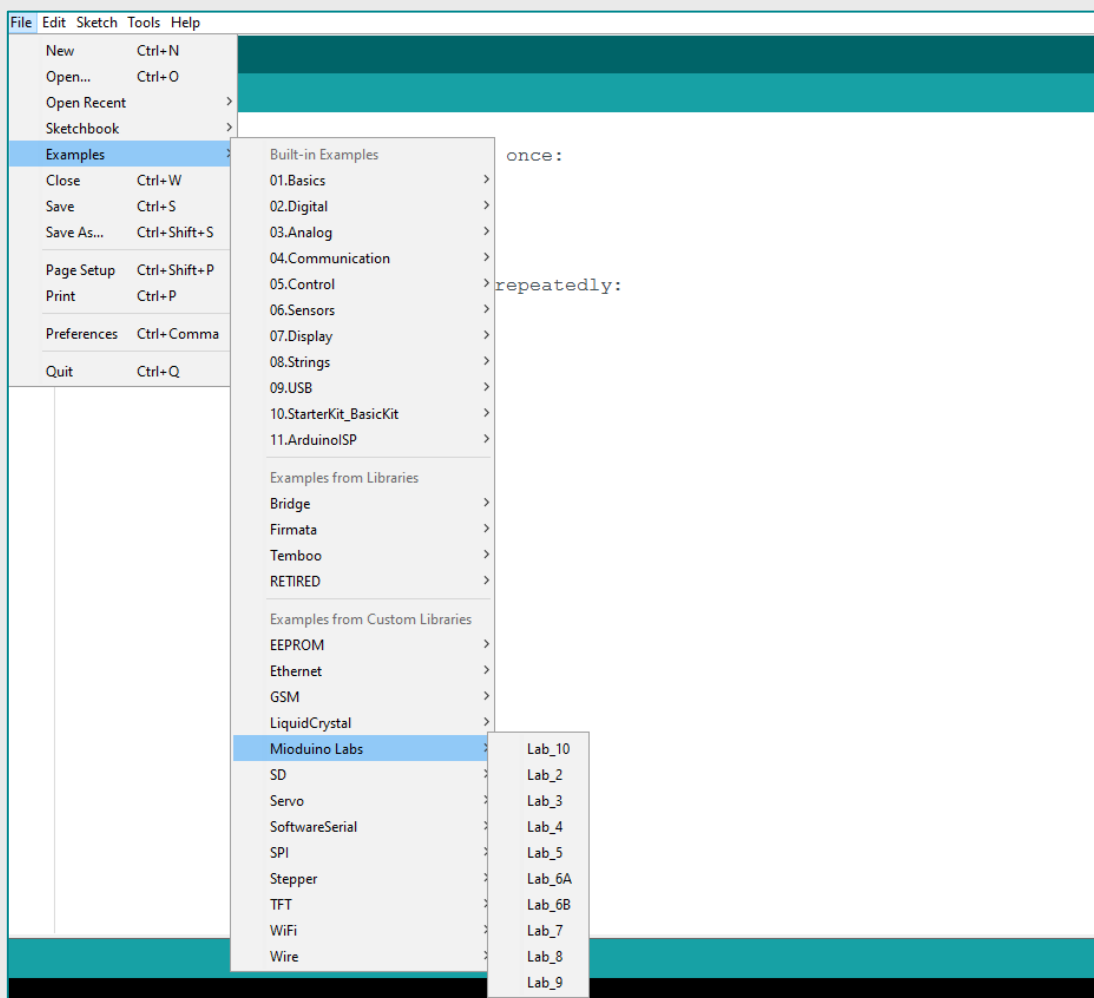 File Edit Sketch Tools Help
New Ctrl+N
Open... Ctrl+O
Open Recent
Sketchbook
Examples
Close Ctrl+W
Save Ctrl+S
Save As... Ctrl+Shift+S
Page Setup Ctrl+Shift+P
Print Ctrl+P
Preferences Ctrl+Comma
Quit Ctrl+Q
Built-in Examples
01.Basics
02.Digital
03.Analog
04.Communication
05.Control
06.Sensors
07.Display
08.Strings
09.USB
10.StarterKit_BasicKit
11.ArduinoISP
Examples from Libraries
Bridge
Firmata
Temboo
RETIRED
Examples from Custom Libraries
EEPROM
Ethernet
GSM
LiquidCrystal
Mioduino Labs
SD
Servo
SoftwareSerial
SPI
Stepper
TFT
WiFi
Wire
Lab_10
Lab_2
Lab_3
Lab_4
Lab_5
Lab_6A
Lab_6B
Lab_7
Lab_8
Lab_9
once:
repeatedly: